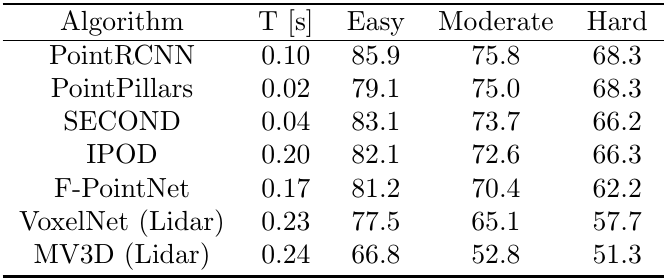 Algorithm T [s] Easy Moderate Hard
PointRCNN 0.10 85.9 75.8 68.3
PointPillars 0.02 79.1 75.0 68.3
SECOND 0.04 83.1 73.7 66.2
IPOD 0.20 82.1 72.6 66.3
F-PointNet 0.17 81.2 70.4 62.2
VoxelNet (Lidar) 0.23 77.5 65.1 57.7
MV3D (Lidar) 0.24 66.8 52.8 51.3